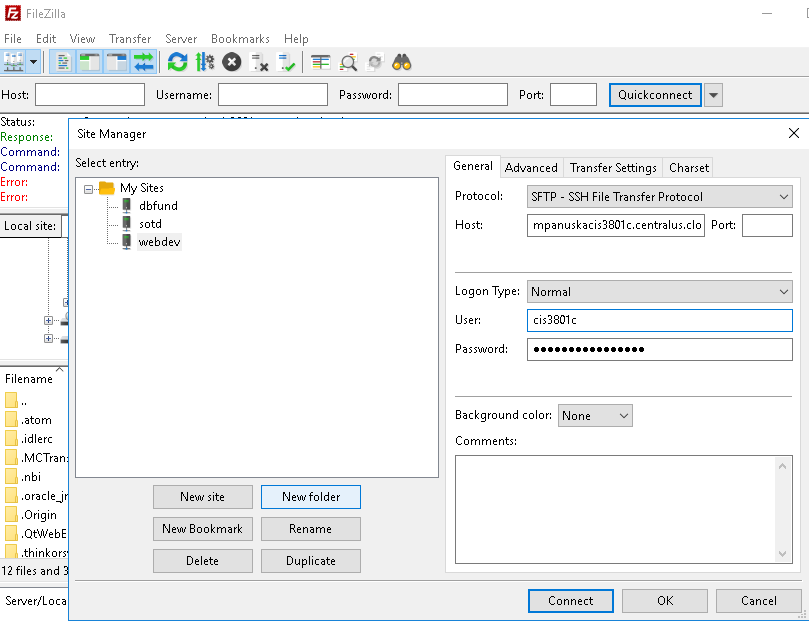 FileZilla
File Edit View Transfer Server Bookmarks Help
Host: Username: Password: Port: Quickconnect
Status:
Response:
Command:
Command:
Error:
Error:
Local site:
Filename
..
.atom
.idlerc
.MCTran
.nbi
.oracle_jr
.Origin
.QtWebE
.thinkors
12 files and 3
Server/Loca
Site Manager
Select entry:
My Sites
dbfund
sotd
webdev
New site New folder
New Bookmark Rename
Delete Duplicate
General Advanced Transfer Settings Charset
Protocol: SFTP - SSH File Transfer Protocol
Host: mpanuskacis3801c.centralus.clo Port:
Logon Type: Normal
User: cis3801c
Password: ●●●●●●●●●●●●●●●●
Background color: None
Comments:
Connect OK Cancel